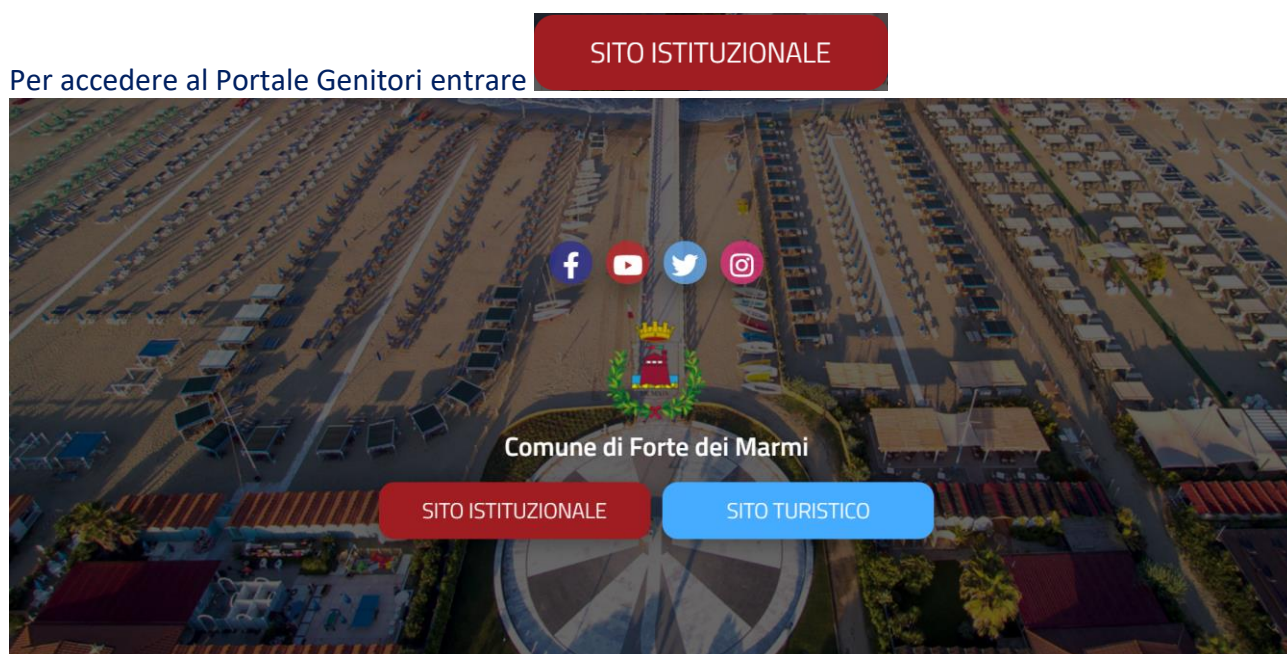 SITO ISTITUZIONALE
Per accedere al Portale Genitori entrare
Comune di Forte dei Marmi
SITO ISTITUZIONALE
SITO TURISTICO